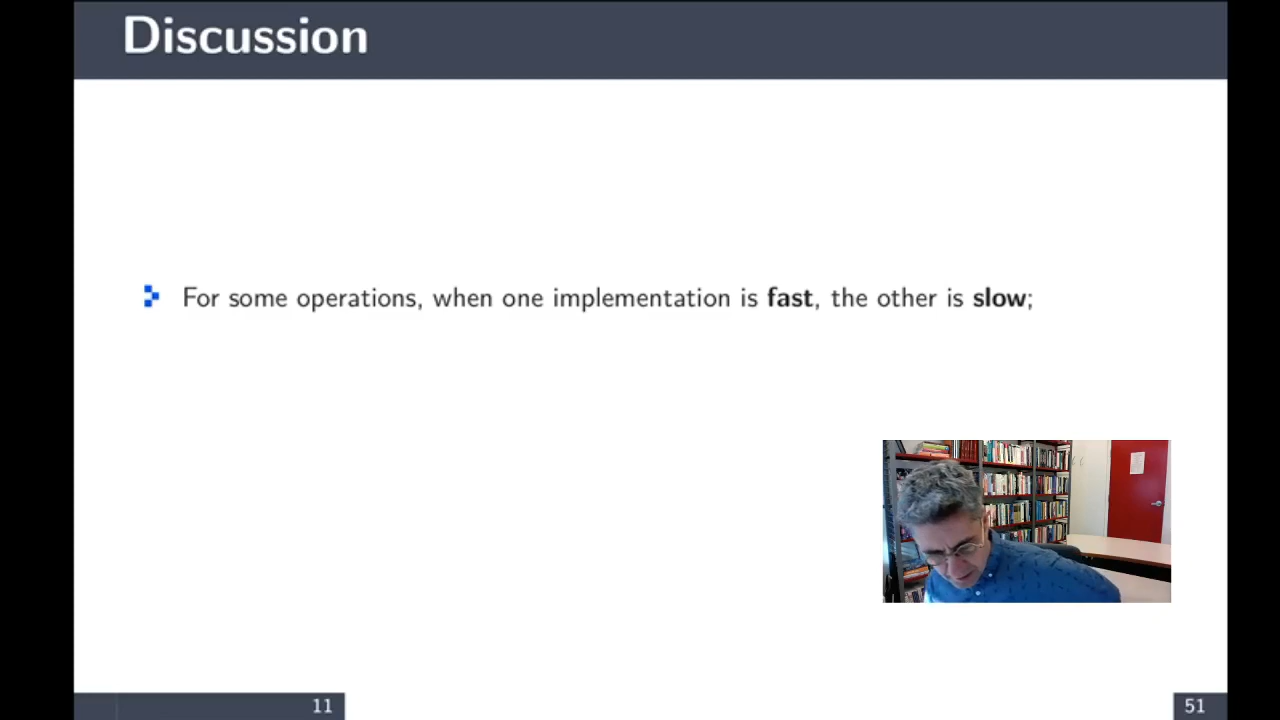 Discussion
For some operations, when one implementation is fast, the other is slow;
11
51